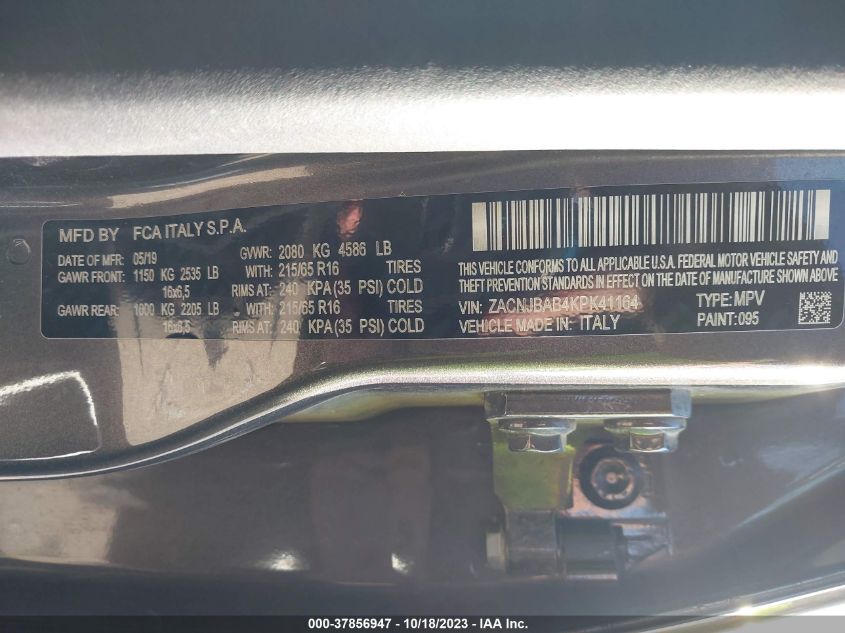 MFD BY FCA ITALY S.P.A.
DATE OF MFR: 05/19 GVWR: 2080 KG 4586 LB
GAWR FRONT: 1150 KG 2535 LB WITH: 215/65 R16 TIRES
16x6,5 RIMS AT: 240 KPA (35 PSI) COLD
GAWR REAR: 1000 KG 2205 LB WITH: 215/65 R16 TIRES
16x6,5 RIMS AT: 240 KPA (35 PSI) COLD
THIS VEHICLE CONFORMS TO ALL APPLICABLE U.S.A. FEDERAL MOTOR VEHICLE SAFETY AND
THEFT PREVENTION STANDARDS IN EFFECT ON THE DATE OF MANUFACTURE SHOWN ABOVE.
VIN: ZACNJBAB4KPK41164 TYPE: MPV
VEHICLE MADE IN: ITALY PAINT: 095
000-37856947 - 10/18/2023 - IAA Inc.